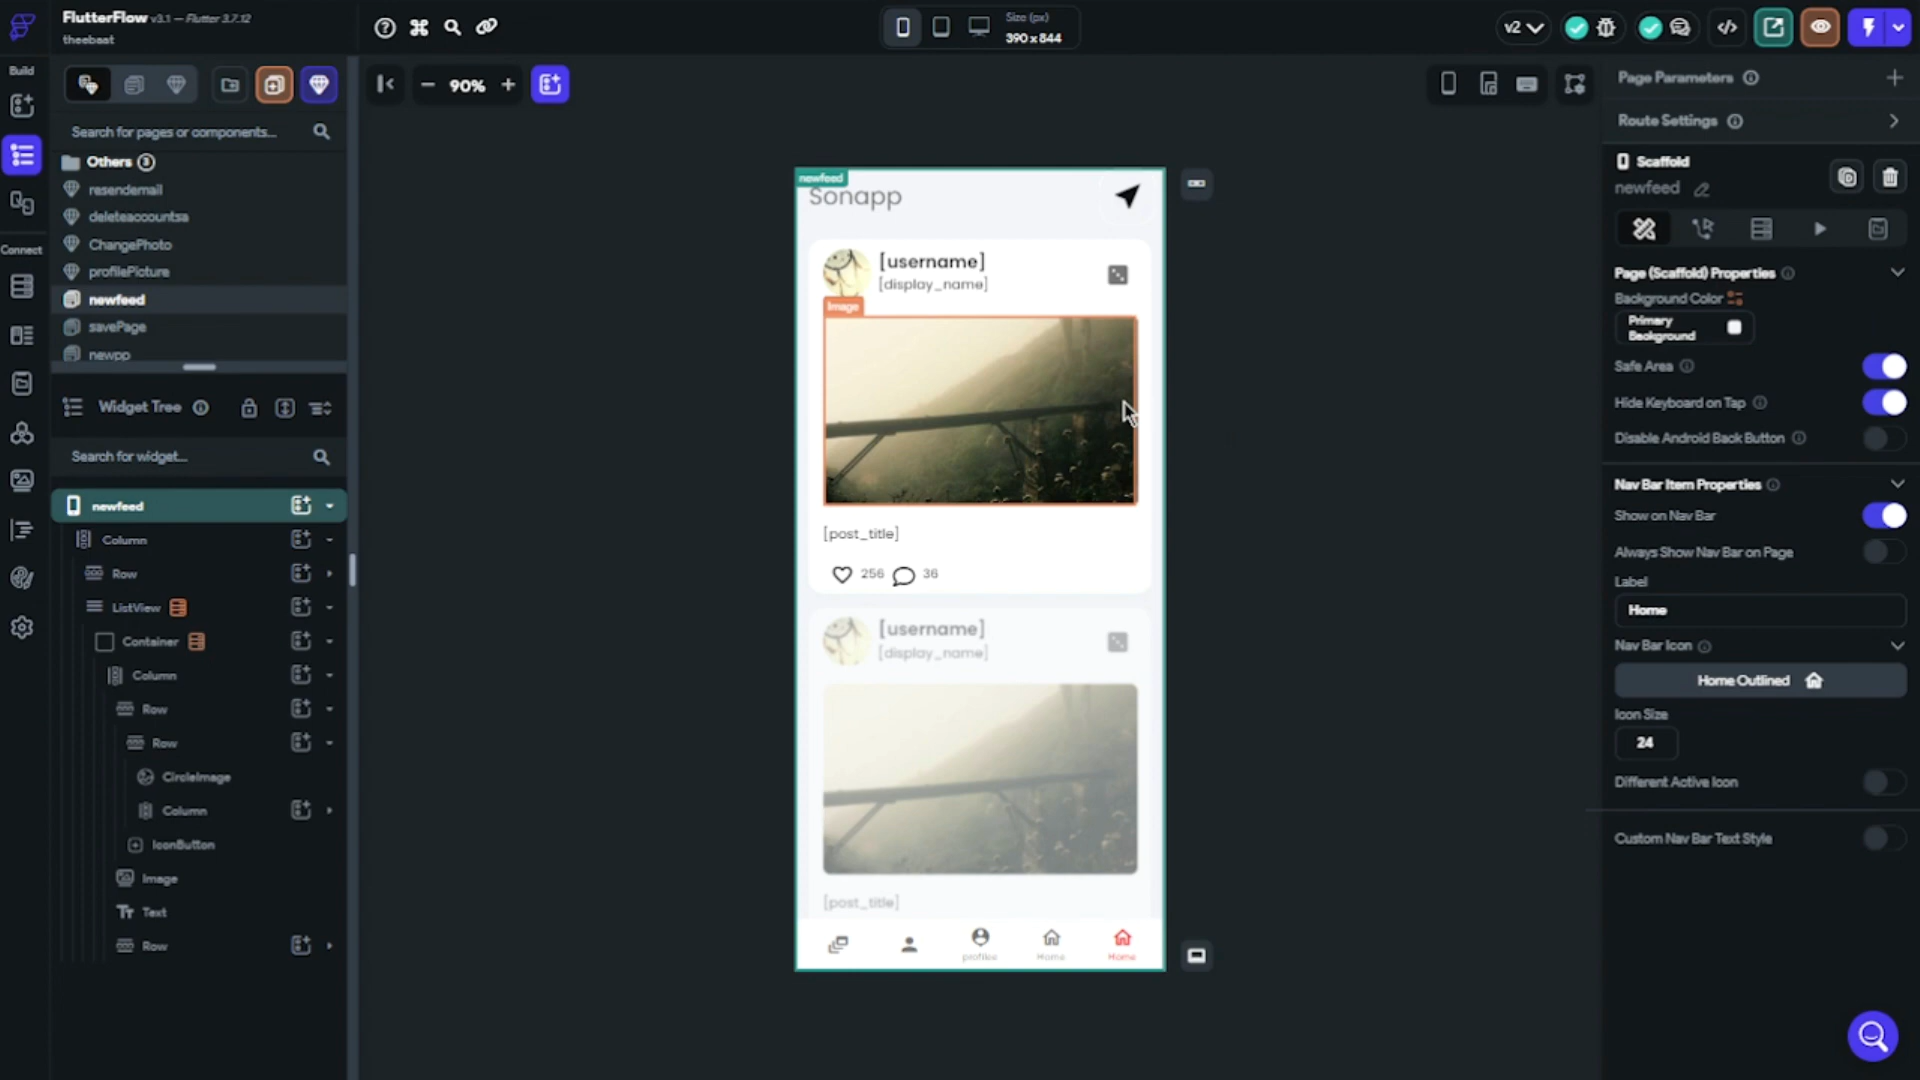 FlutterFlow v3.1 — Flutter 3.7.12
theebaat
Size (px)
390 x 844
v2
Build
Connect
90%
Search for pages or components...
Others 3
resendemail
deleteaccountsa
ChangePhoto
profilePicture
newfeed
savePage
newpp
Widget Tree
Search for widget...
newfeed
Column
Row
ListView
Container
Column
Row
Row
CircleImage
Column
IconButton
Image
Text
Row
newfeed
Sonapp
[username]
[display_name]
Image
[post_title]
256 36
[username]
[display_name]
[post_title]
profilee Home Home
Page Parameters
Route Settings
Scaffold
newfeed
Page (Scaffold) Properties
Background Color
Primary
Background
Safe Area
Hide Keyboard on Tap
Disable Android Back Button
Nav Bar Item Properties
Show on Nav Bar
Always Show Nav Bar on Page
Label
Home
Nav Bar Icon
Home Outlined
Icon Size
24
Different Active Icon
Custom Nav Bar Text Style